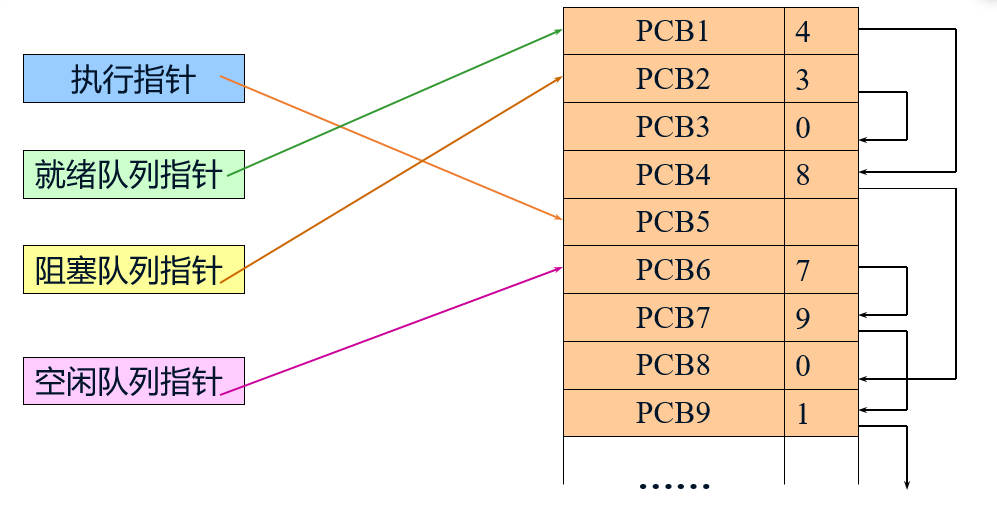 执行指针
就绪队列指针
阻塞队列指针
空闲队列指针
PCB1 4
PCB2 3
PCB3 0
PCB4 8
PCB5
PCB6 7
PCB7 9
PCB8 0
PCB9 1
……